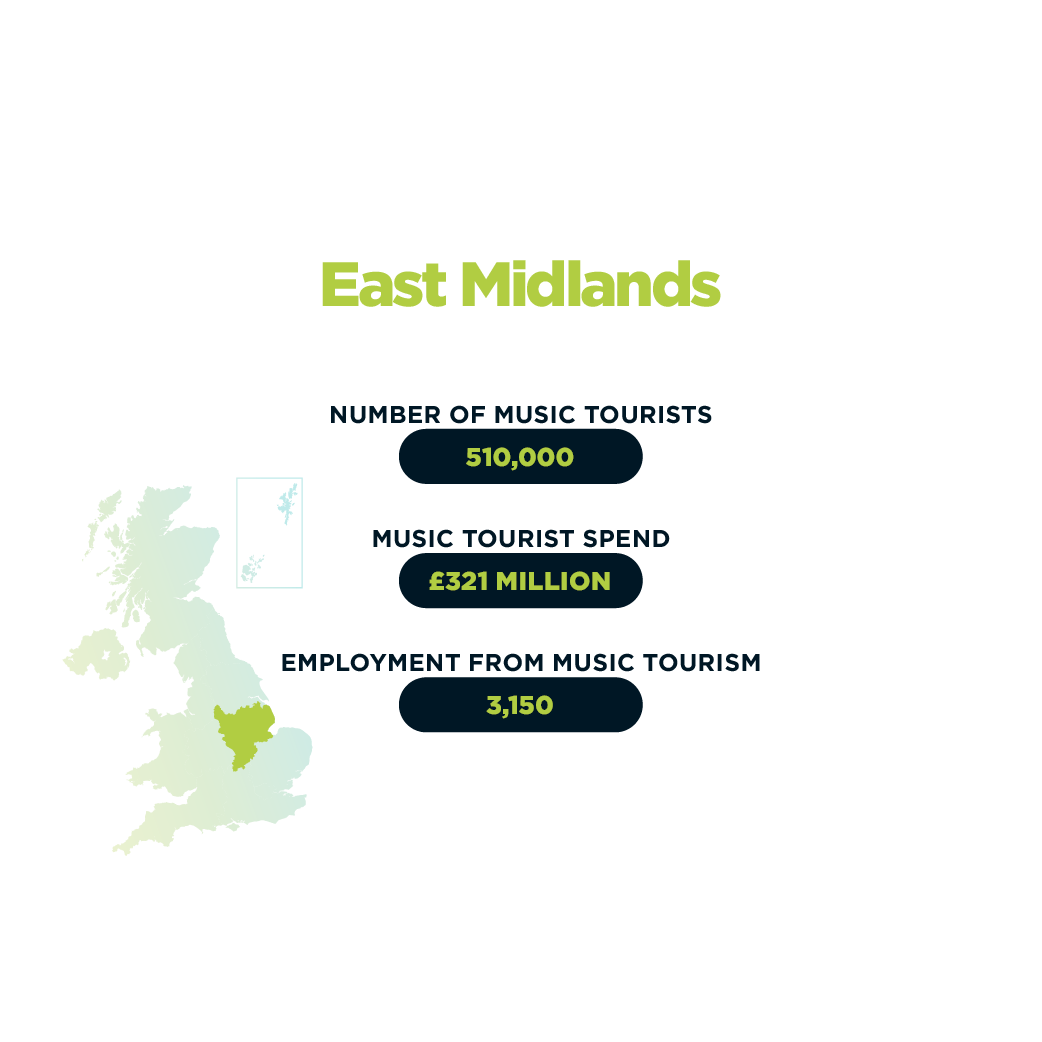 East Midlands
NUMBER OF MUSIC TOURISTS
510,000
MUSIC TOURIST SPEND
£321 MILLION
EMPLOYMENT FROM MUSIC TOURISM
3,150